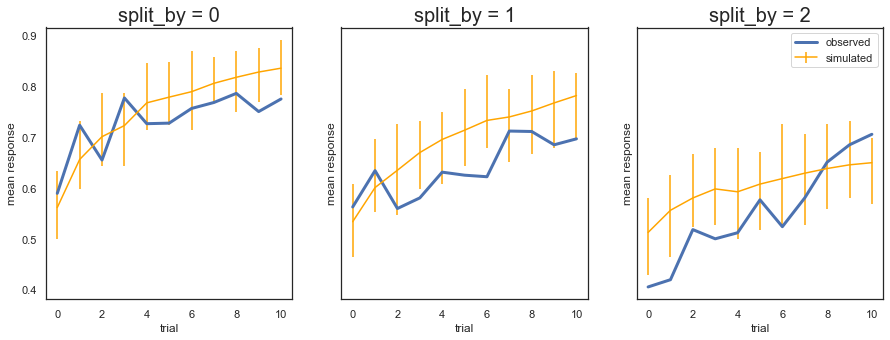 split_by = 0
split_by = 1
split_by = 2
observed
simulated
0.9
0.8
0.7
0.6
0.5
0.4
mean response
mean response
mean response
0 2 4 6 8 10
0 2 4 6 8 10
0 2 4 6 8 10
trial
trial
trial